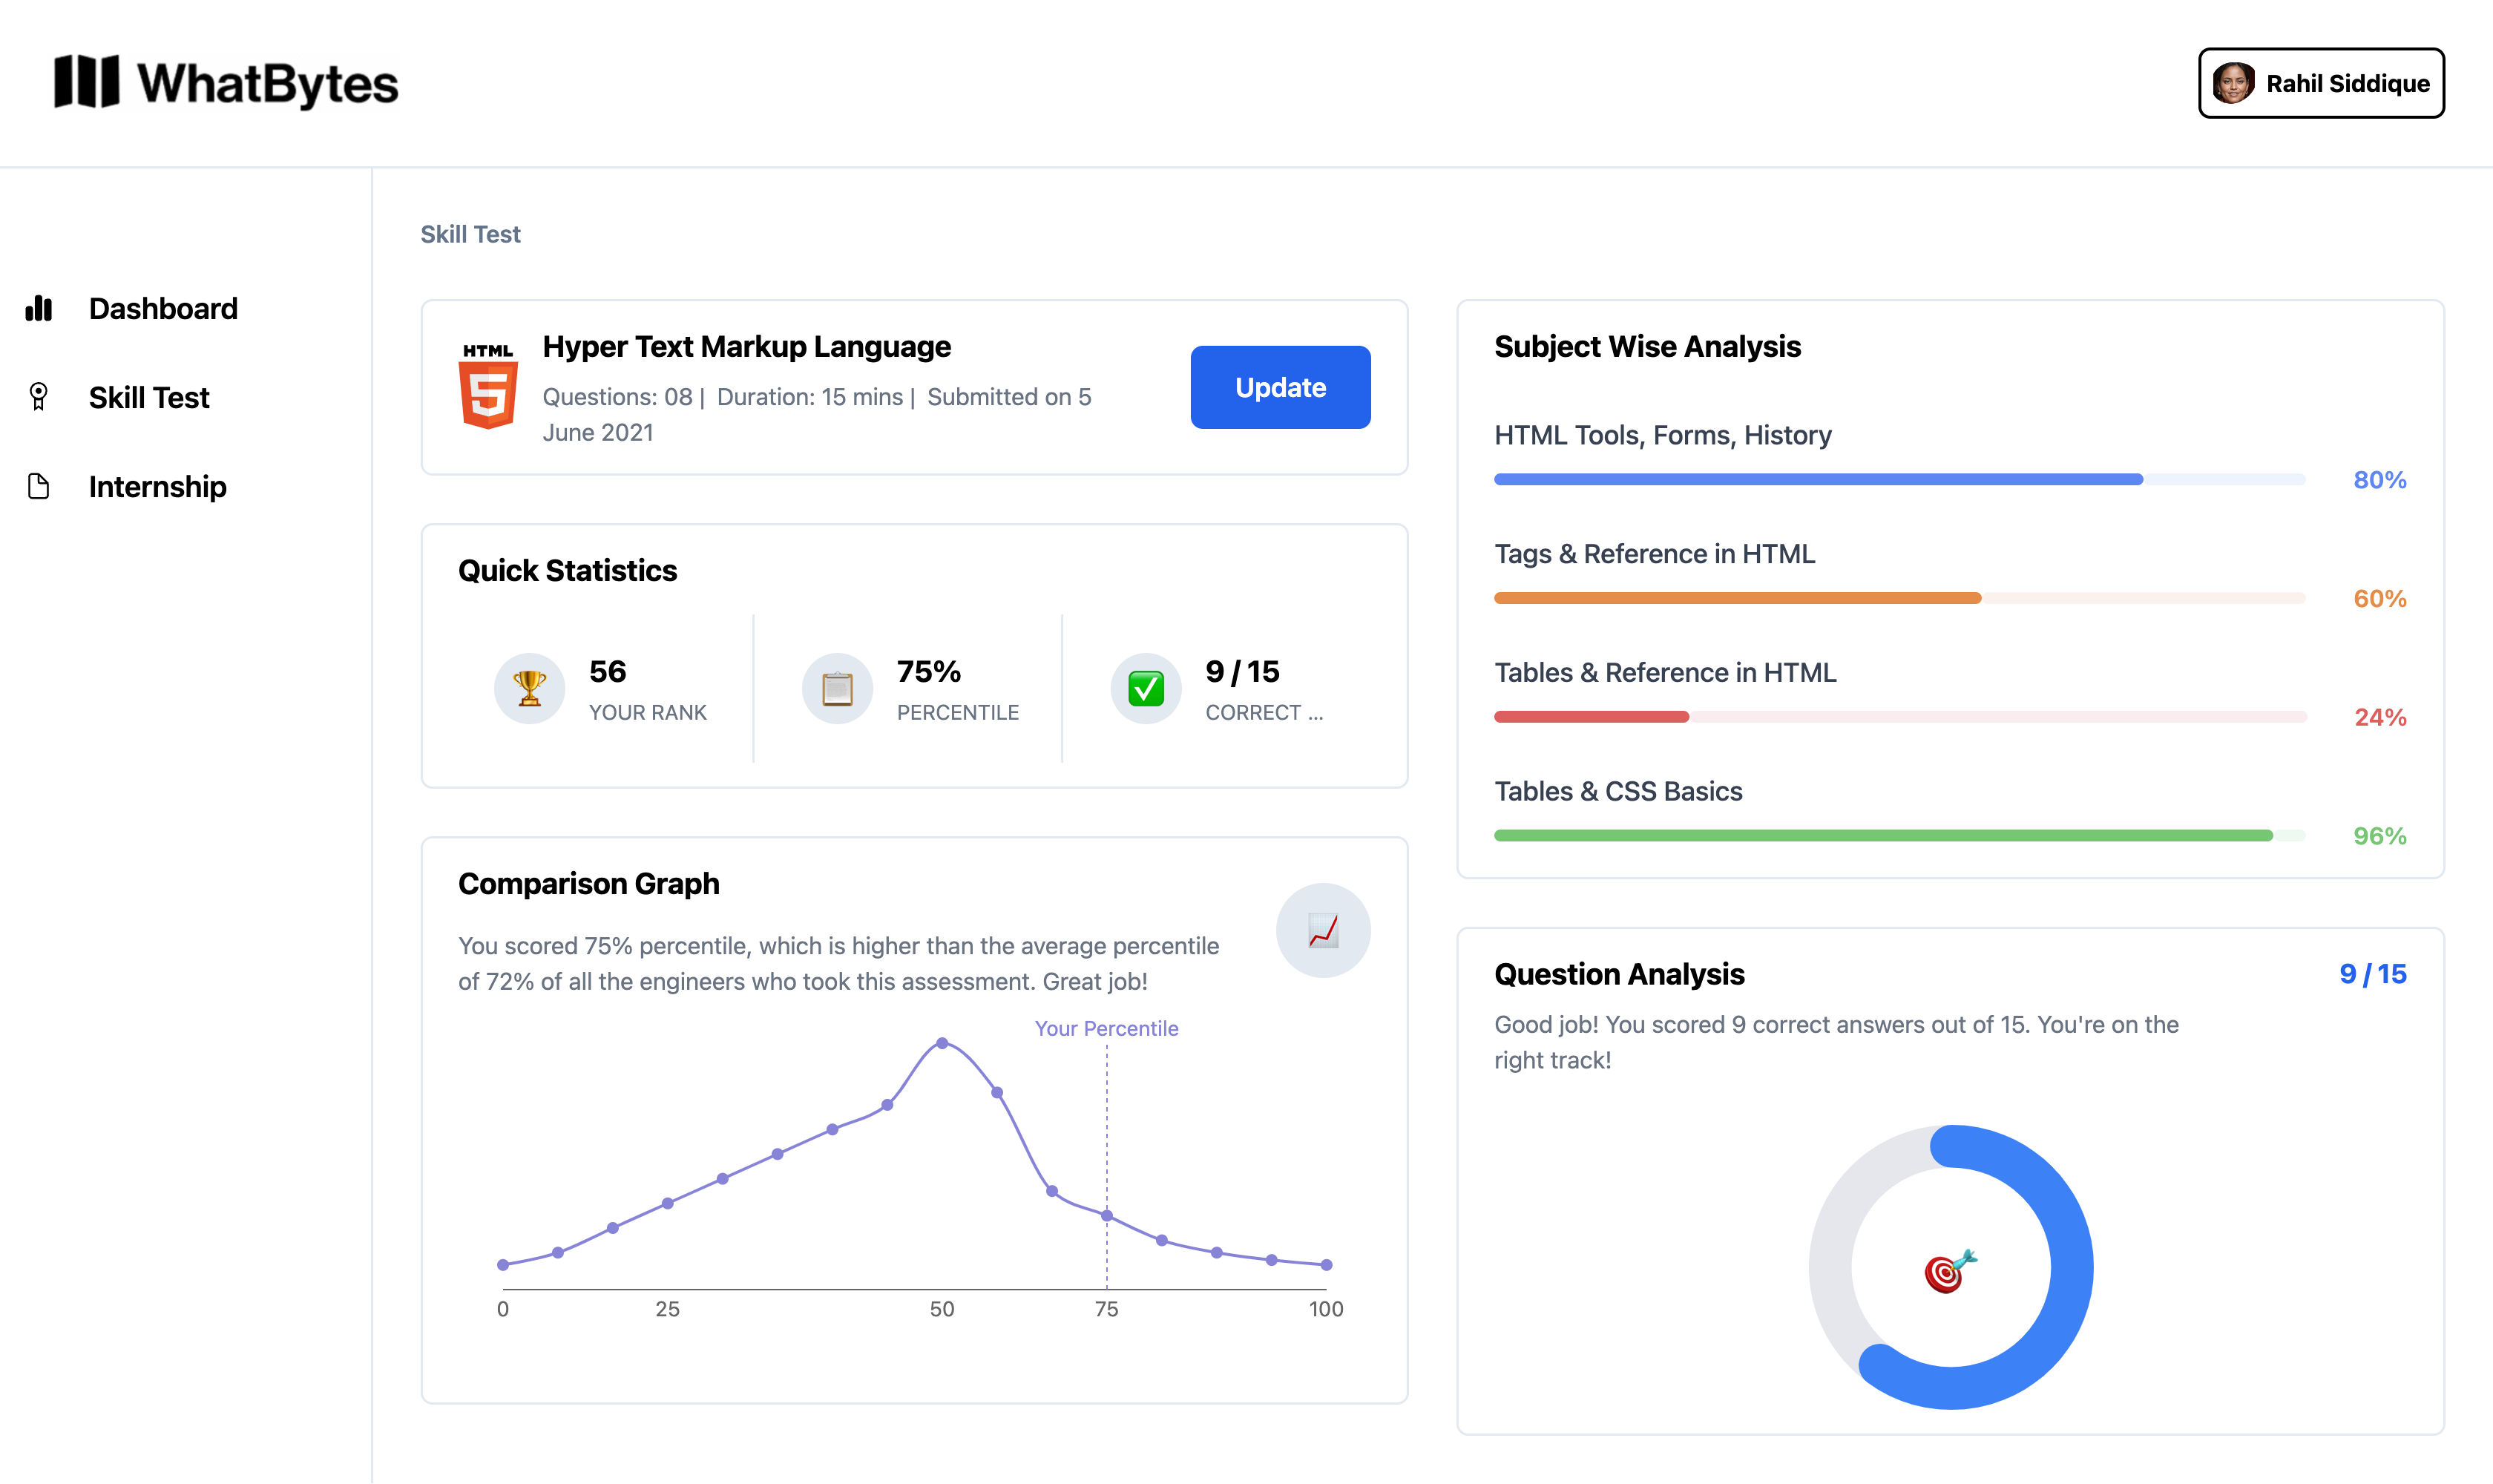 WhatBytes
Rahil Siddique
Dashboard
Skill Test
Internship
Skill Test
HTML
5
Hyper Text Markup Language
Questions: 08 | Duration: 15 mins | Submitted on 5
June 2021
Update
Quick Statistics
56
YOUR RANK
75%
PERCENTILE
9 / 15
CORRECT ...
Comparison Graph
You scored 75% percentile, which is higher than the average percentile
of 72% of all the engineers who took this assessment. Great job!
Your Percentile
0 25 50 75 100
Subject Wise Analysis
HTML Tools, Forms, History
80%
Tags & Reference in HTML
60%
Tables & Reference in HTML
24%
Tables & CSS Basics
96%
Question Analysis
9 / 15
Good job! You scored 9 correct answers out of 15. You're on the
right track!